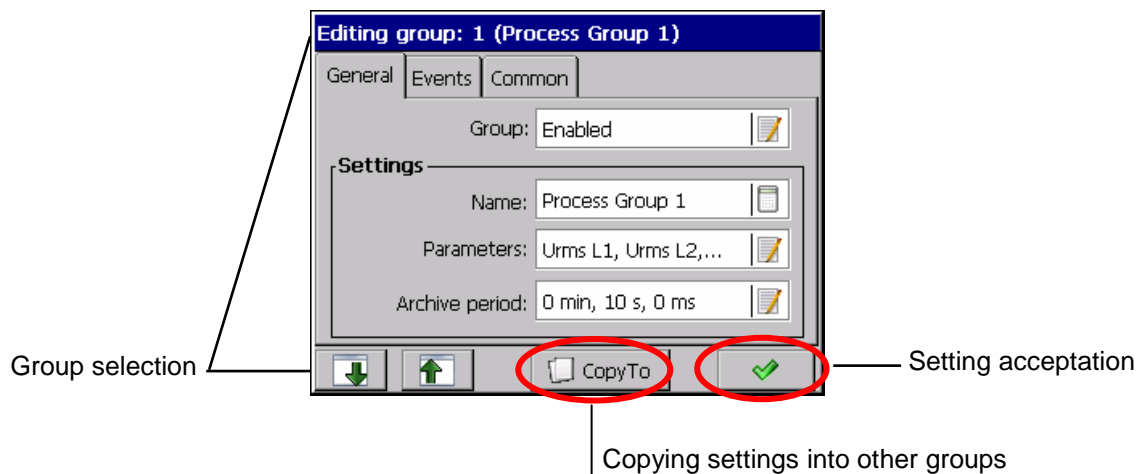 Editing group: 1 (Process Group 1)
General Events Common
Group: Enabled
Settings
Name: Process Group 1
Parameters: Urms L1, Urms L2,...
Archive period: 0 min, 10 s, 0 ms
Group selection
CopyTo
Setting acceptation
Copying settings into other groups